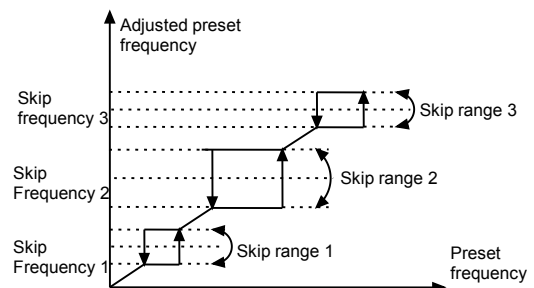 Adjusted preset
frequency
Skip
frequency 3
Skip range 3
Skip
Frequency 2
Skip range 2
Skip
Frequency 1
Skip range 1
Preset
frequency